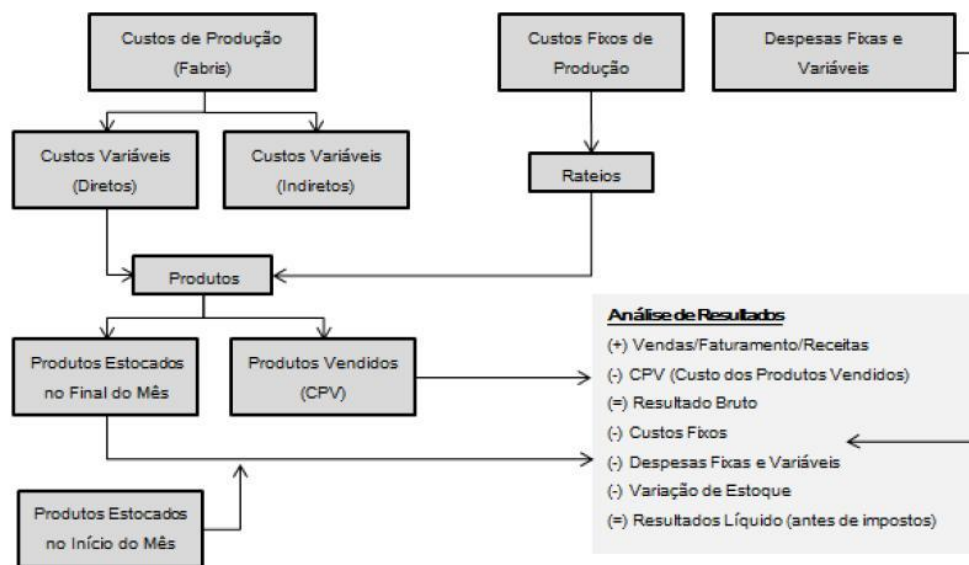 Custos de Produção
(Fabris)
Custos Fixos de
Produção
Despesas Fixas e
Variáveis
Custos Variáveis
(Diretos)
Custos Variáveis
(Indiretos)
Rateios
Produtos
Produtos Estocados
no Final do Mês
Produtos Vendidos
(CPV)
Produtos Estocados
no Início do Mês
Análise de Resultados
(+) Vendas/Faturamento/Receitas
(-) CPV (Custo dos Produtos Vendidos)
(=) Resultado Bruto
(-) Custos Fixos
(-) Despesas Fixas e Variáveis
(-) Variação de Estoque
(=) Resultados Líquido (antes de impostos)